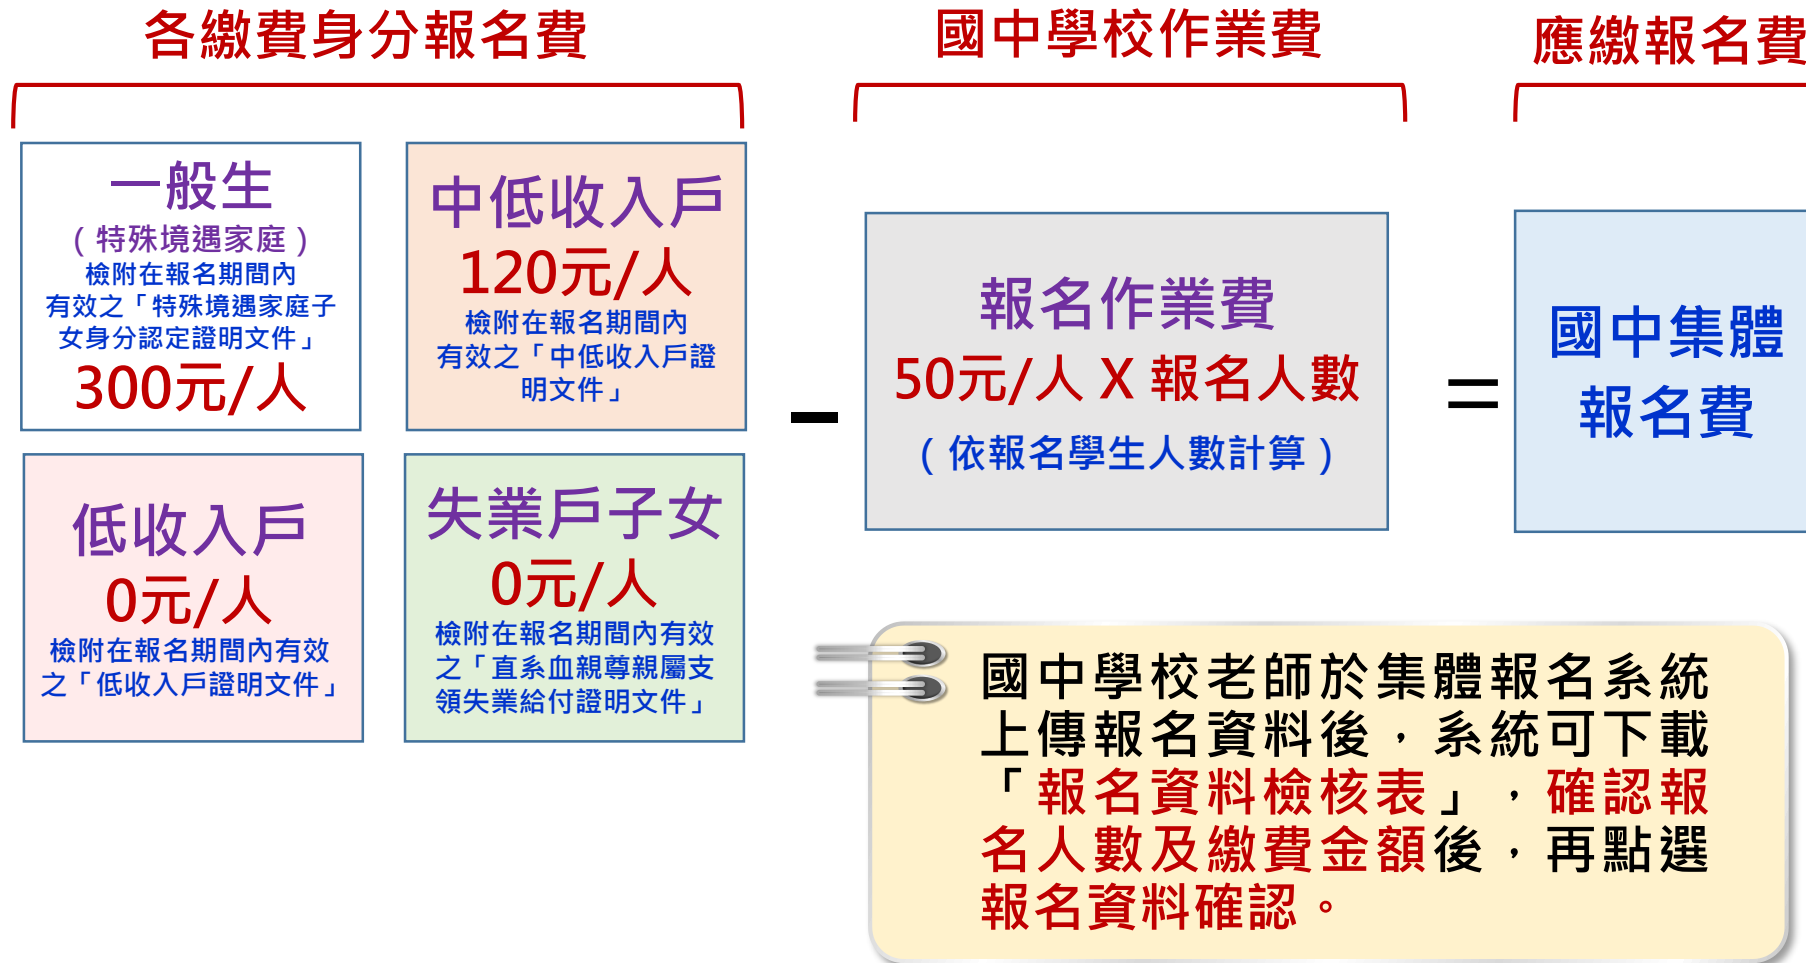 各繳費身分報名費
國中學校作業費
應繳報名費
一般生
（特殊境遇家庭）
檢附在報名期間內
有效之「特殊境遇家庭子
女身分認定證明文件」
300元/人
中低收入戶
120元/人
檢附在報名期間內
有效之「中低收入戶證
明文件」
低收入戶
0元/人
檢附在報名期間內有效
之「低收入戶證明文件」
失業戶子女
0元/人
檢附在報名期間內有效
之「直系血親尊親屬支
領失業給付證明文件」
-
報名作業費
50元/人 X 報名人數
（依報名學生人數計算）
=
國中集體
報名費
國中學校老師於集體報名系統
上傳報名資料後，系統可下載
「報名資料檢核表」，確認報
名人數及繳費金額後，再點選
報名資料確認。